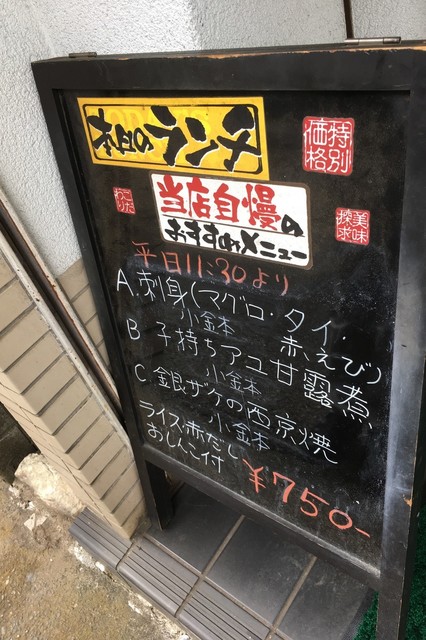 本日のランチ
特別
価格
こだ
わり
当店自慢の
おすすめメニュー
美味
探求
平日11:30より
A.刺身(マグロ・タイ・
小鉢
赤えび)
B 子持ちアユ甘露煮
小鉢
C.銀ザケの西京焼
小鉢
ライス・赤だし
おしんこ付
¥750-